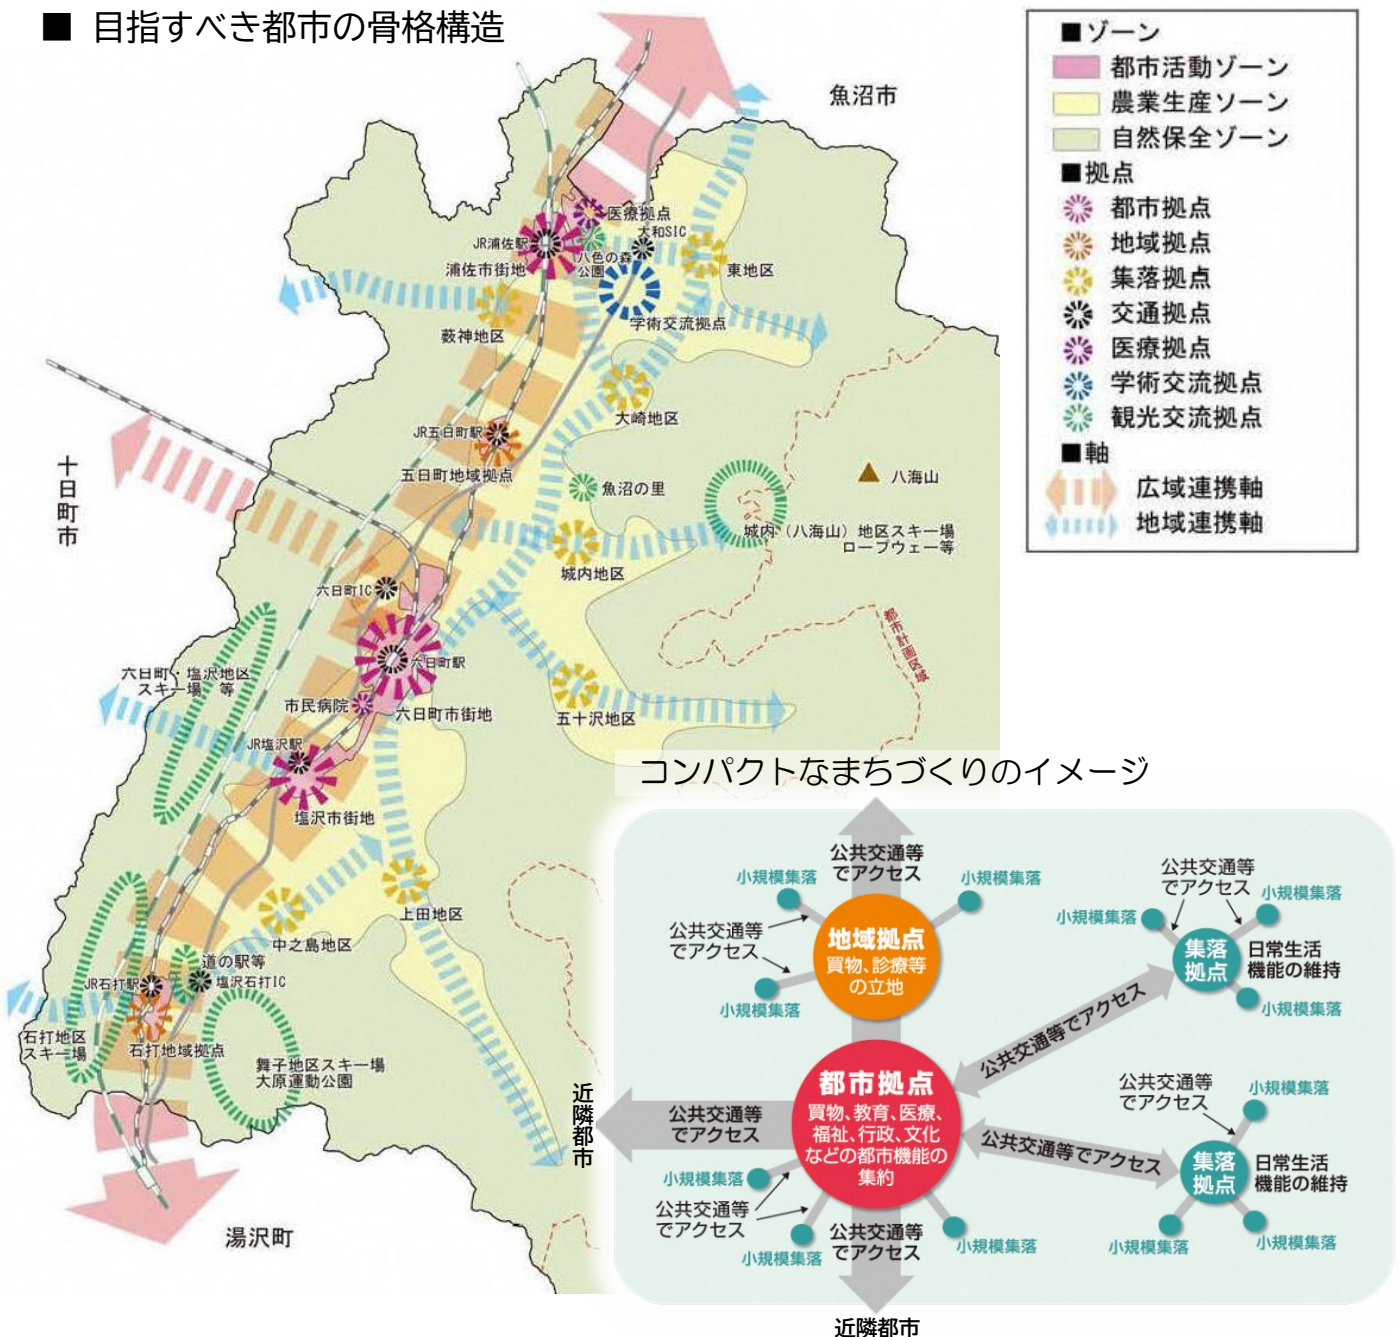 ■ 目指すべき都市の骨格構造
魚沼市
医療拠点
大和SIC
JR浦佐駅
八色の森
公園
浦佐市街地
東地区
学術交流拠点
薮神地区
大崎地区
JR五日町駅
五日町地域拠点
魚沼の里
八海山
十日町市
城内（八海山）地区スキー場
ロープウェー等
城内地区
六日町IC
都市計画区域
六日町駅
六日町・塩沢地区
スキー場 等
市民病院
六日町市街地
五十沢地区
JR塩沢駅
塩沢市街地
上田地区
中之島地区
道の駅等
JR石打駅
塩沢石打IC
石打地区
スキー場
石打地域拠点
舞子地区スキー場
大原運動公園
湯沢町
■ゾーン
都市活動ゾーン
農業生産ゾーン
自然保全ゾーン
■拠点
都市拠点
地域拠点
集落拠点
交通拠点
医療拠点
学術交流拠点
観光交流拠点
■軸
広域連携軸
地域連携軸
コンパクトなまちづくりのイメージ
公共交通等
でアクセス
小規模集落
小規模集落
公共交通等
でアクセス
地域拠点
買物、診療等
の立地
小規模集落
公共交通等
でアクセス
小規模集落
小規模集落
集落
拠点
日常生活
機能の維持
小規模集落
公共交通等でアクセス
都市拠点
買物、教育、医療、
福祉、行政、文化
などの都市機能の
集約
近隣都市
公共交通等
でアクセス
公共交通等でアクセス
公共交通等
でアクセス
小規模集落
集落
拠点
日常生活
機能の維持
小規模集落
小規模集落
小規模集落
公共交通等
でアクセス
小規模集落
公共交通等
でアクセス
小規模集落
近隣都市